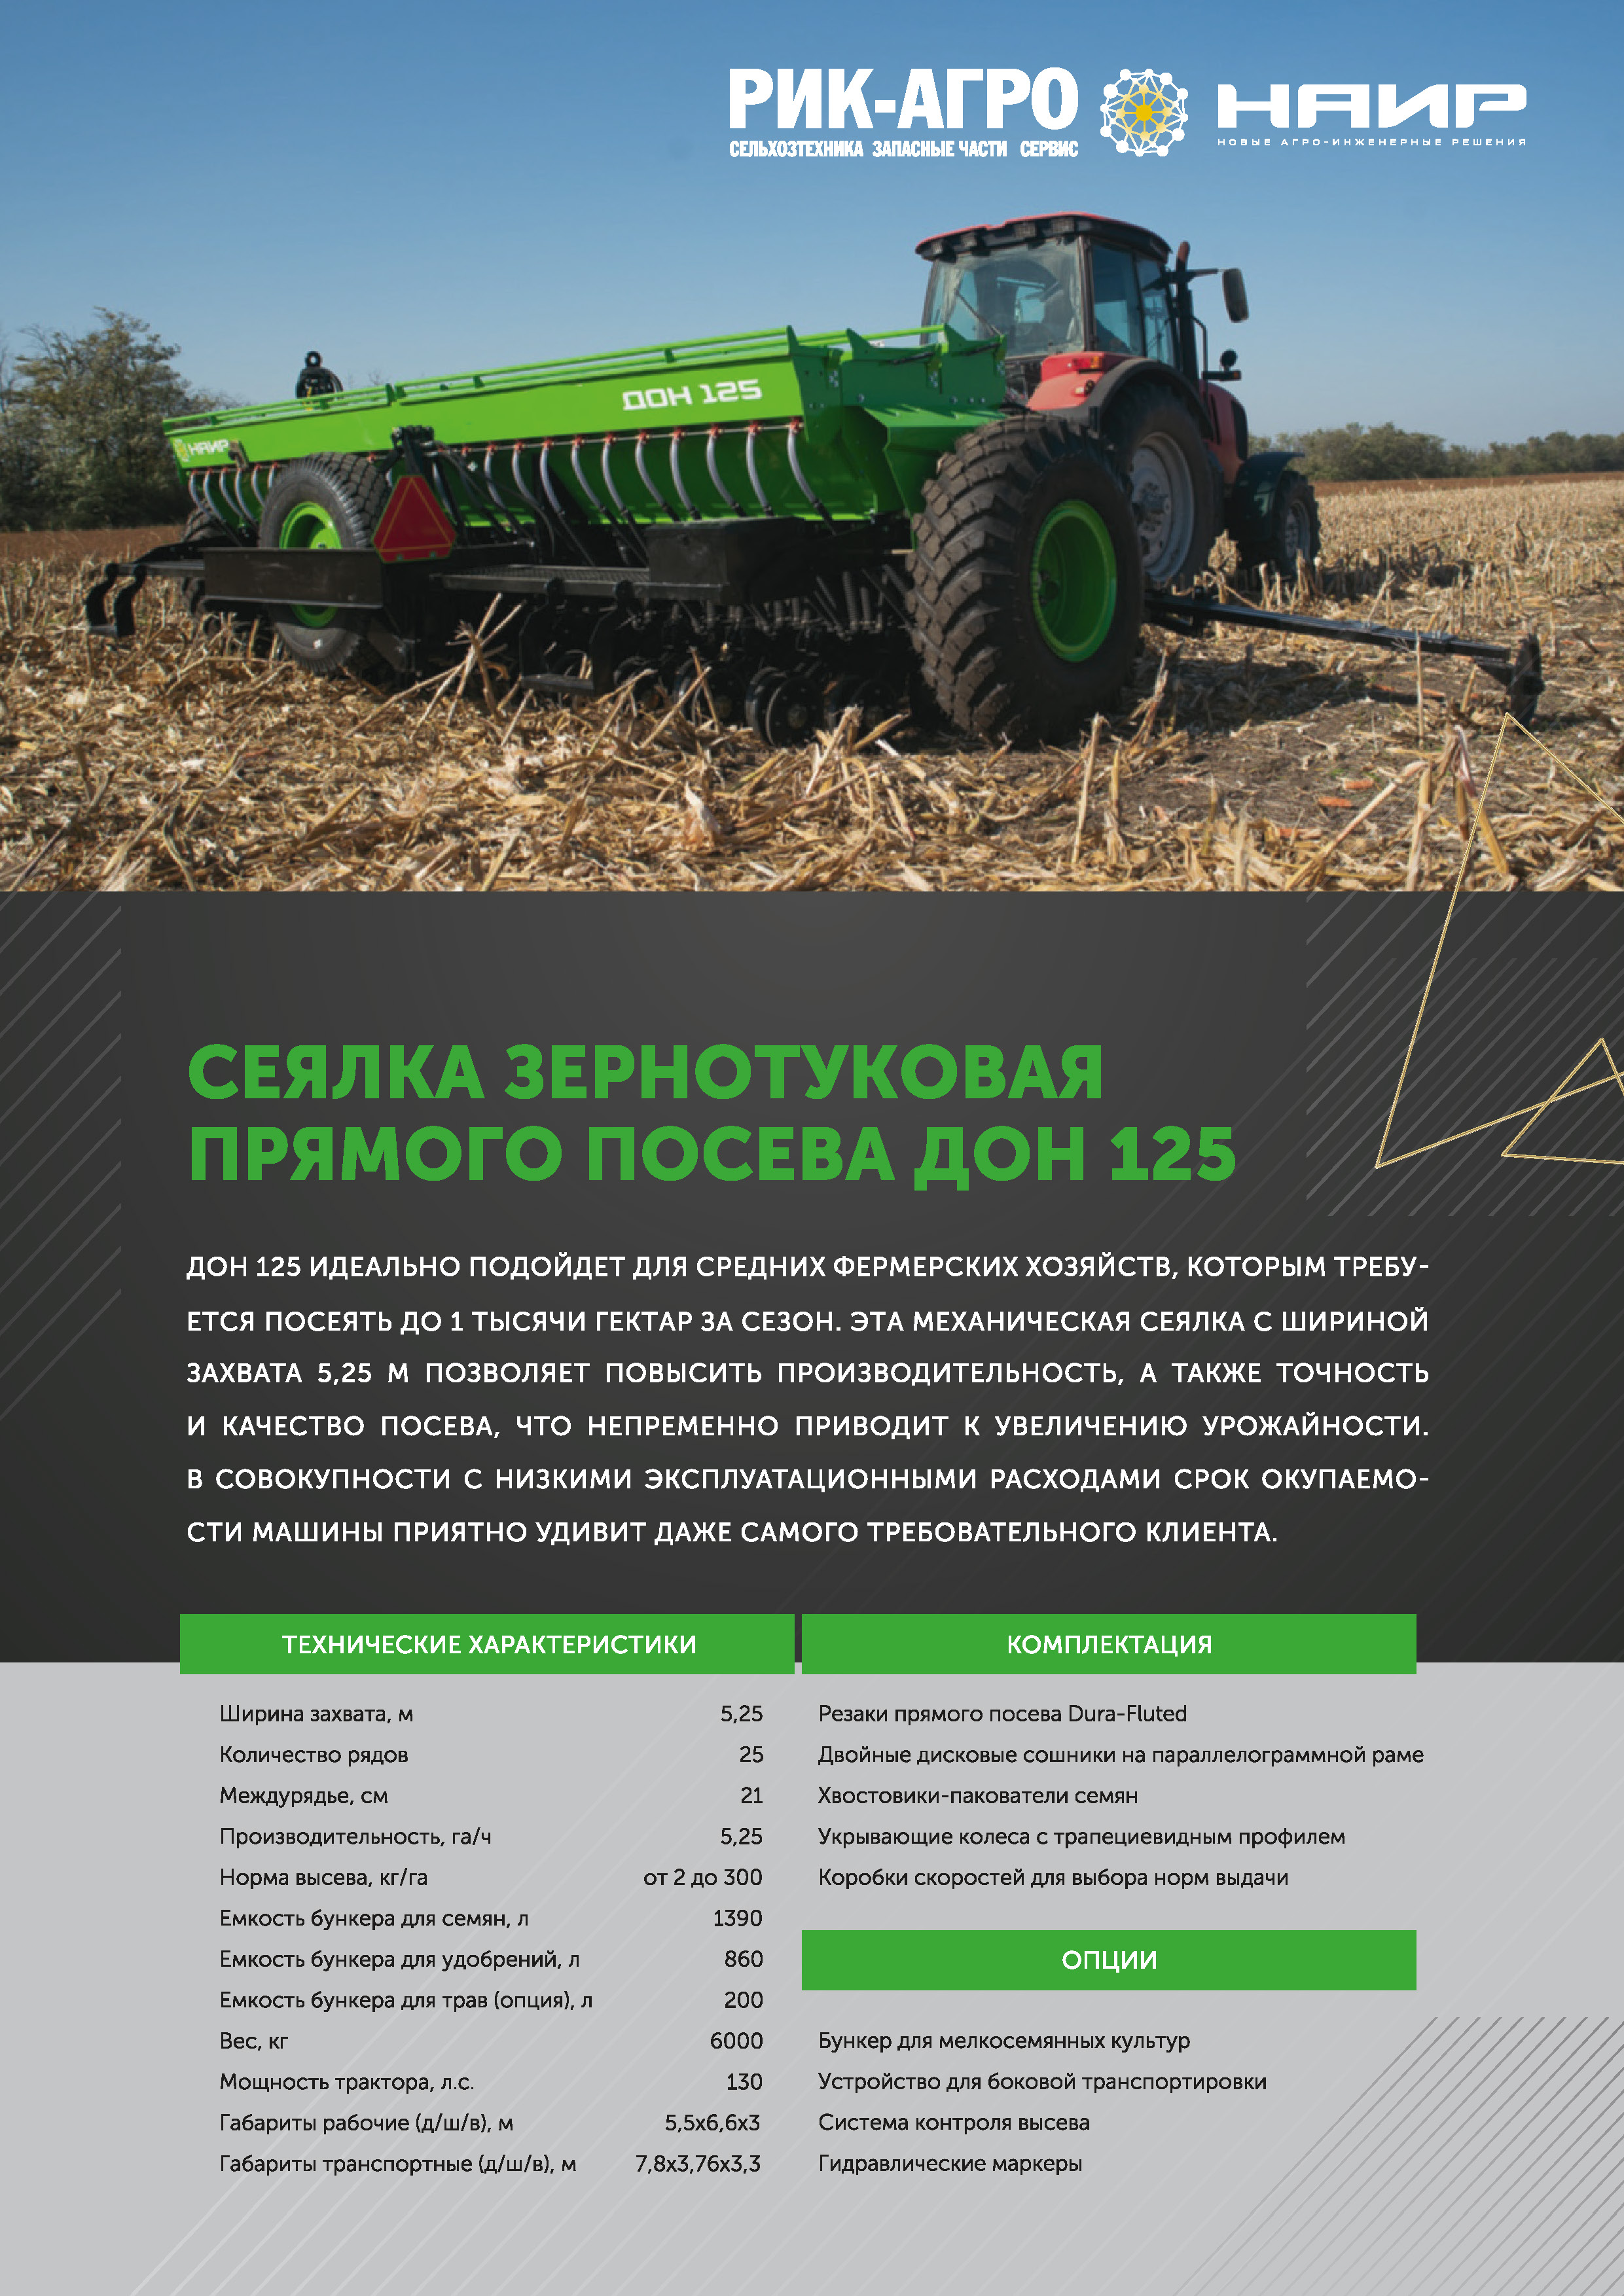 РИК-АГРО
СЕЛЬХОЗТЕХНИКА ЗАПАСНЫЕ ЧАСТИ СЕРВИС
НАИР
НОВЫЕ АГРО-ИНЖЕНЕРНЫЕ РЕШЕНИЯ
ДОН 125
НАИР
СЕЯЛКА ЗЕРНОТУКОВАЯ
ПРЯМОГО ПОСЕВА ДОН 125
ДОН 125 ИДЕАЛЬНО ПОДОЙДЕТ ДЛЯ СРЕДНИХ ФЕРМЕРСКИХ ХОЗЯЙСТВ, КОТОРЫМ ТРЕБУ-
ЕТСЯ ПОСЕЯТЬ ДО 1 ТЫСЯЧИ ГЕКТАР ЗА СЕЗОН. ЭТА МЕХАНИЧЕСКАЯ СЕЯЛКА С ШИРИНОЙ
ЗАХВАТА 5,25 М ПОЗВОЛЯЕТ ПОВЫСИТЬ ПРОИЗВОДИТЕЛЬНОСТЬ, А ТАКЖЕ ТОЧНОСТЬ
И КАЧЕСТВО ПОСЕВА, ЧТО НЕПРЕМЕННО ПРИВОДИТ К УВЕЛИЧЕНИЮ УРОЖАЙНОСТИ.
В СОВОКУПНОСТИ С НИЗКИМИ ЭКСПЛУАТАЦИОННЫМИ РАСХОДАМИ СРОК ОКУПАЕМО-
СТИ МАШИНЫ ПРИЯТНО УДИВИТ ДАЖЕ САМОГО ТРЕБОВАТЕЛЬНОГО КЛИЕНТА.
ТЕХНИЧЕСКИЕ ХАРАКТЕРИСТИКИ
Ширина захвата, м 5,25
Количество рядов 25
Междурядье, см 21
Производительность, га/ч 5,25
Норма высева, кг/га от 2 до 300
Емкость бункера для семян, л 1390
Емкость бункера для удобрений, л 860
Емкость бункера для трав (опция), л 200
Вес, кг 6000
Мощность трактора, л.с. 130
Габариты рабочие (д/ш/в), м 5,5х6,6х3
Габариты транспортные (д/ш/в), м 7,8х3,76х3,3
КОМПЛЕКТАЦИЯ
Резаки прямого посева Dura-Fluted
Двойные дисковые сошники на параллелограммной раме
Хвостовики-пакователи семян
Укрывающие колеса с трапециевидным профилем
Коробки скоростей для выбора норм выдачи
ОПЦИИ
Бункер для мелкосемянных культур
Устройство для боковой транспортировки
Система контроля высева
Гидравлические маркеры